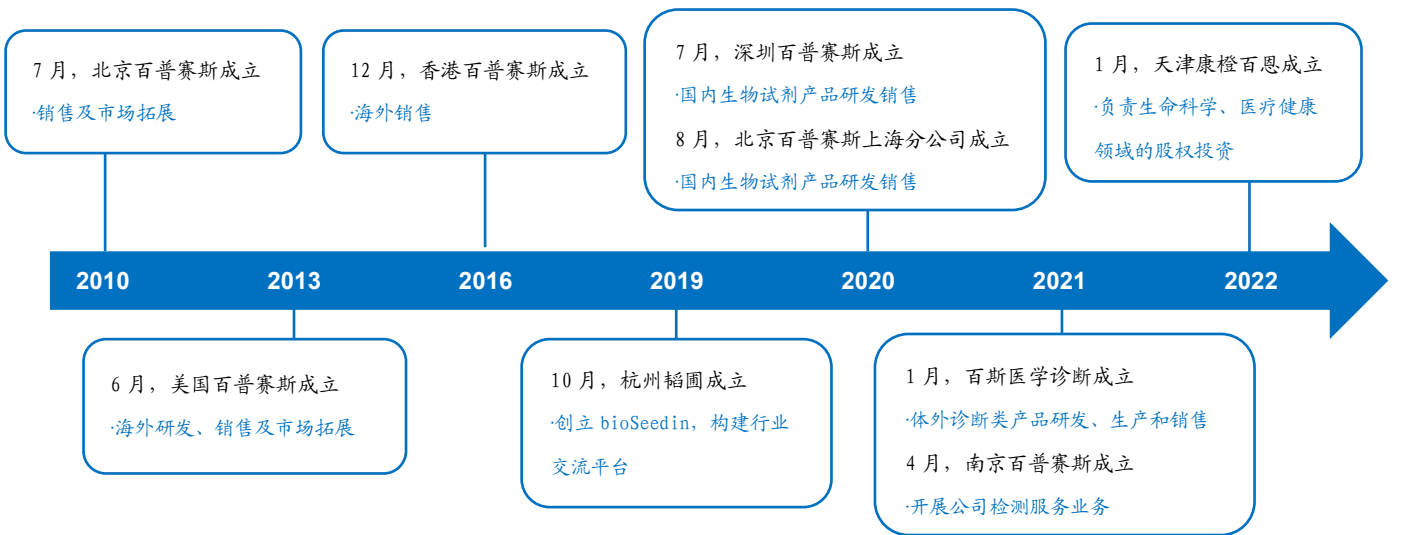 7 月，北京百普赛斯成立
·销售及市场拓展
12 月，香港百普赛斯成立
·海外销售
7 月，深圳百普赛斯成立
·国内生物试剂产品研发销售
8 月，北京百普赛斯上海分公司成立
·国内生物试剂产品研发销售
1 月，天津康橙百恩成立
·负责生命科学、医疗健康
领域的股权投资
2010 2013 2016 2019 2020 2021 2022
6 月，美国百普赛斯成立
·海外研发、销售及市场拓展
10 月，杭州韬圃成立
·创立 bioSeedin，构建行业
交流平台
1 月，百斯医学诊断成立
·体外诊断类产品研发、生产和销售
4 月，南京百普赛斯成立
·开展公司检测服务业务